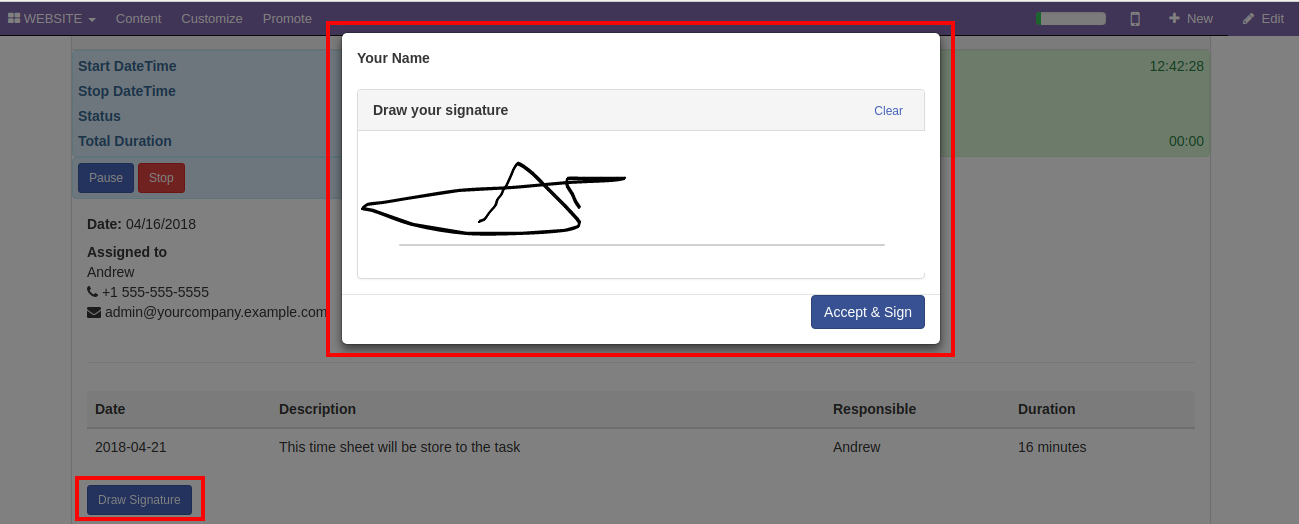 WEBSITE Content Customize Promote New Edit
Your Name
Start DateTime 12:42:28
Stop DateTime
Draw your signature Clear
Status
Total Duration 00:00
Pause Stop
Date: 04/16/2018
Assigned to
Andrew
+1 555-555-5555
admin@yourcompany.example.com
Accept & Sign
Date Description Responsible Duration
2018-04-21 This time sheet will be store to the task Andrew 16 minutes
Draw Signature